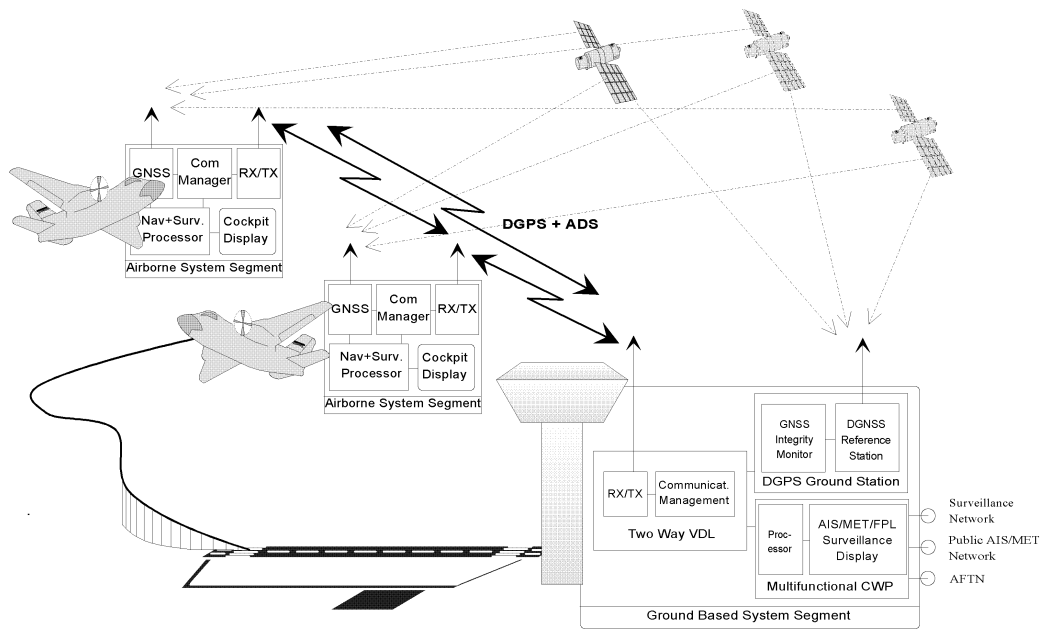 GNSS
Com
Manager
RX/TX
Nav+Surv.
Processor
Cockpit
Display
Airborne System Segment
DGPS + ADS
GNSS
Com
Manager
RX/TX
Nav+Surv.
Processor
Cockpit
Display
Airborne System Segment
GNSS
Integrity
Monitor
DGNSS
Reference
Station
DGPS Ground Station
RX/TX
Communicat.
Management
Two Way VDL
Proc-
essor
AIS/MET/FPL
Surveillance
Display
Multifunctional CWP
Surveillance
Network
Public AIS/MET
Network
AFTN
Ground Based System Segment